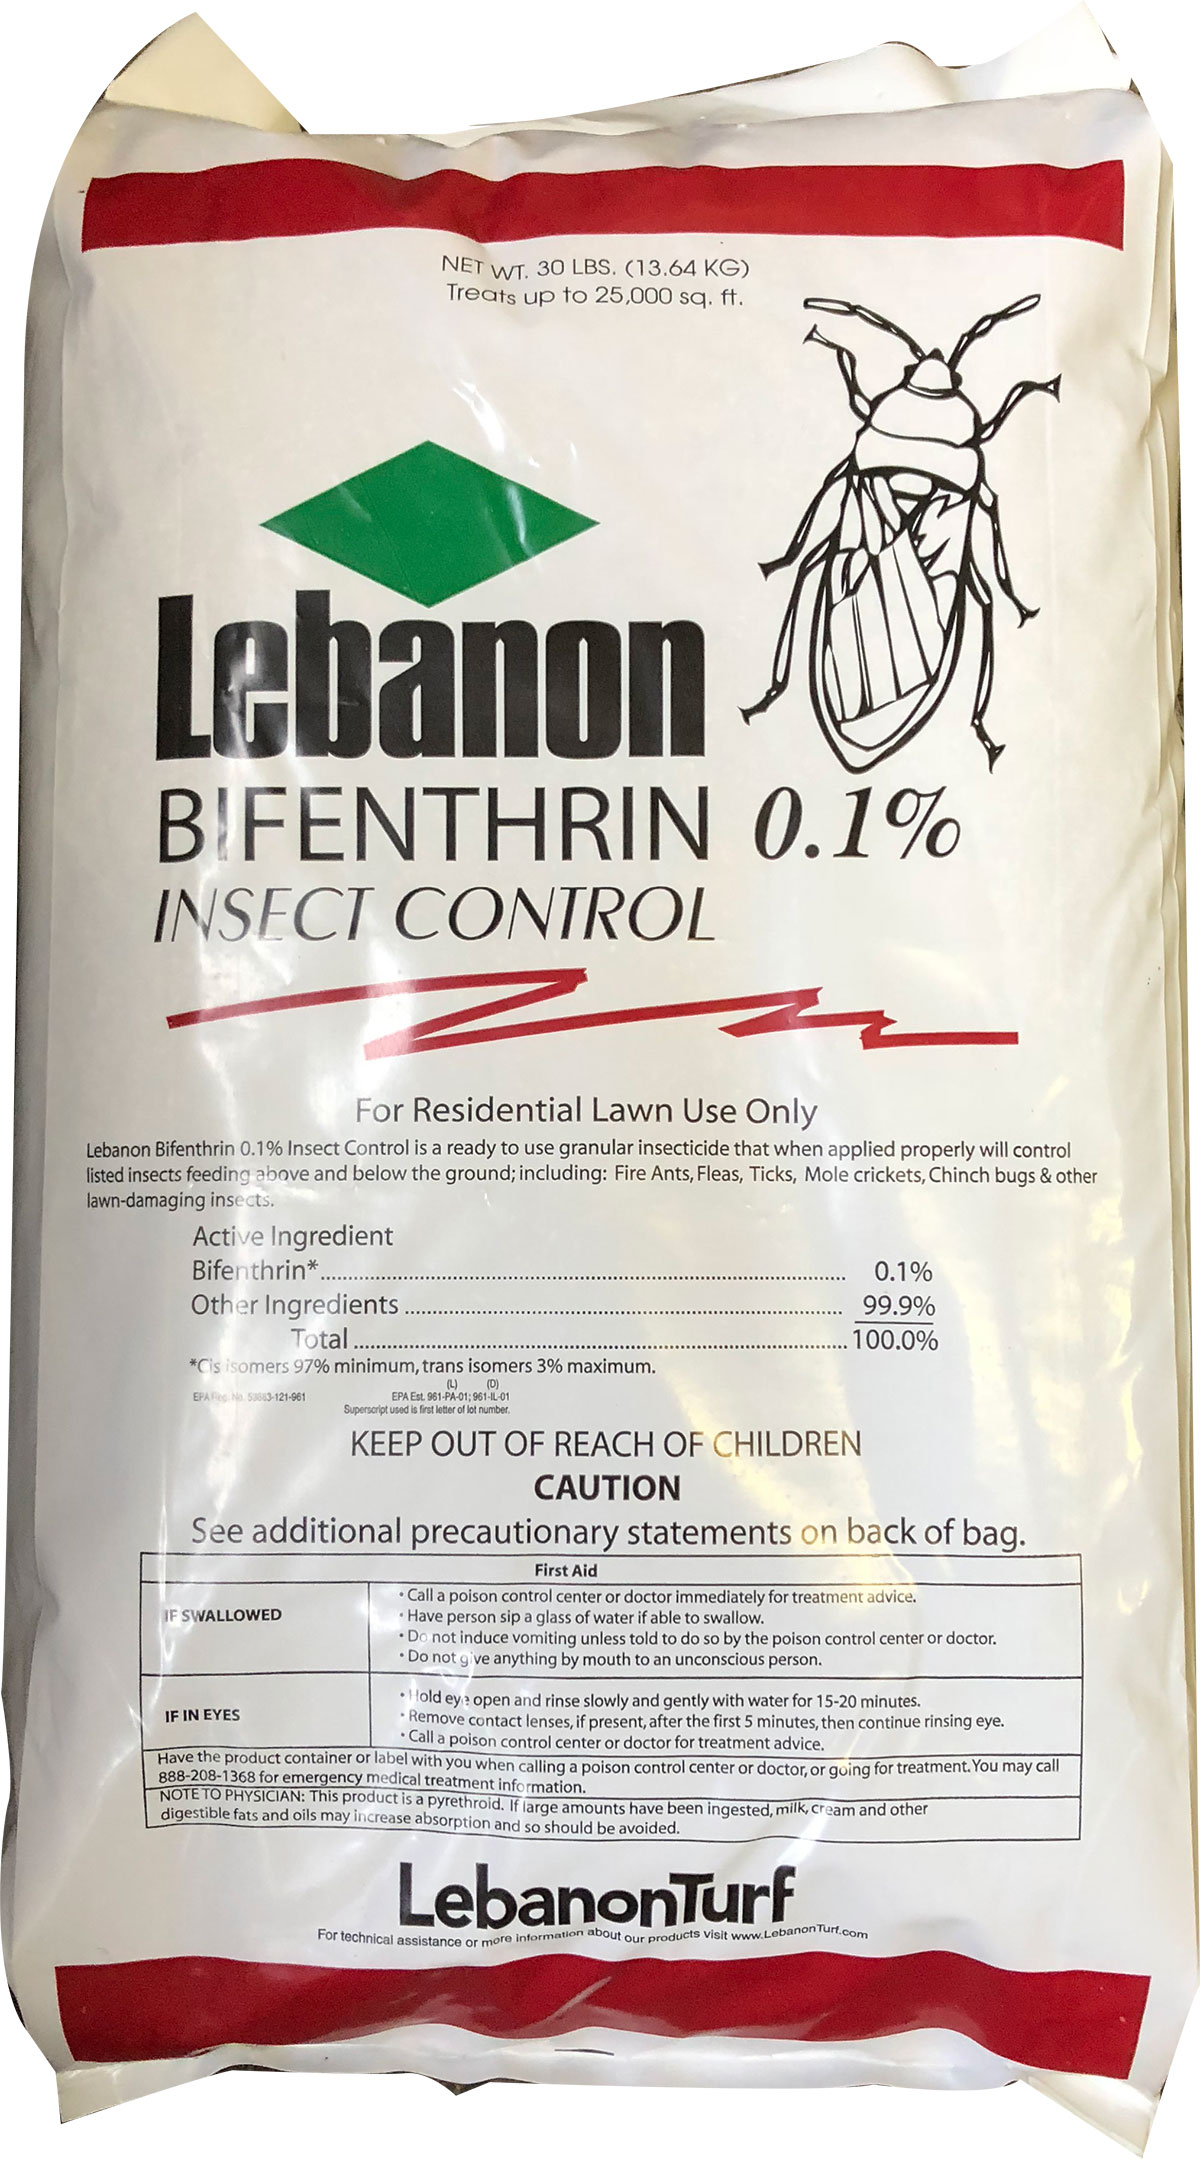 NET WT. 30 LBS. (13.64 KG)
Treats up to 25,000 sq. ft.
Lebanon
BIFENTHRIN 0.1%
INSECT CONTROL
For Residential Lawn Use Only
Lebanon Bifenthrin 0.1% Insect Control is a ready to use granular insecticide that when applied properly will control
listed insects feeding above and below the ground; including: Fire Ants, Fleas, Ticks, Mole crickets, Chinch bugs & other
lawn-damaging insects.
Active Ingredient
Bifenthrin*.......................................................................................... 0.1%
Other Ingredients .......................................................................... 99.9%
Total .................................................................................... 100.0%
*Cis isomers 97% minimum, trans isomers 3% maximum.
(L) (D)
EPA Reg. No. 53883-121-961 EPA Est. 961-PA-01; 961-IL-01
Superscript used is first letter of lot number.
KEEP OUT OF REACH OF CHILDREN
CAUTION
See additional precautionary statements on back of bag.
First Aid
IF SWALLOWED
• Call a poison control center or doctor immediately for treatment advice.
• Have person sip a glass of water if able to swallow.
• Do not induce vomiting unless told to do so by the poison control center or doctor.
• Do not give anything by mouth to an unconscious person.
IF IN EYES
• Hold eye open and rinse slowly and gently with water for 15-20 minutes.
• Remove contact lenses, if present, after the first 5 minutes, then continue rinsing eye.
• Call a poison control center or doctor for treatment advice.
Have the product container or label with you when calling a poison control center or doctor, or going for treatment. You may call
888-208-1368 for emergency medical treatment information.
NOTE TO PHYSICIAN: This product is a pyrethroid. If large amounts have been ingested, milk, cream and other
digestible fats and oils may increase absorption and so should be avoided.
LebanonTurf
For technical assistance or more information about our products visit www.LebanonTurf.com